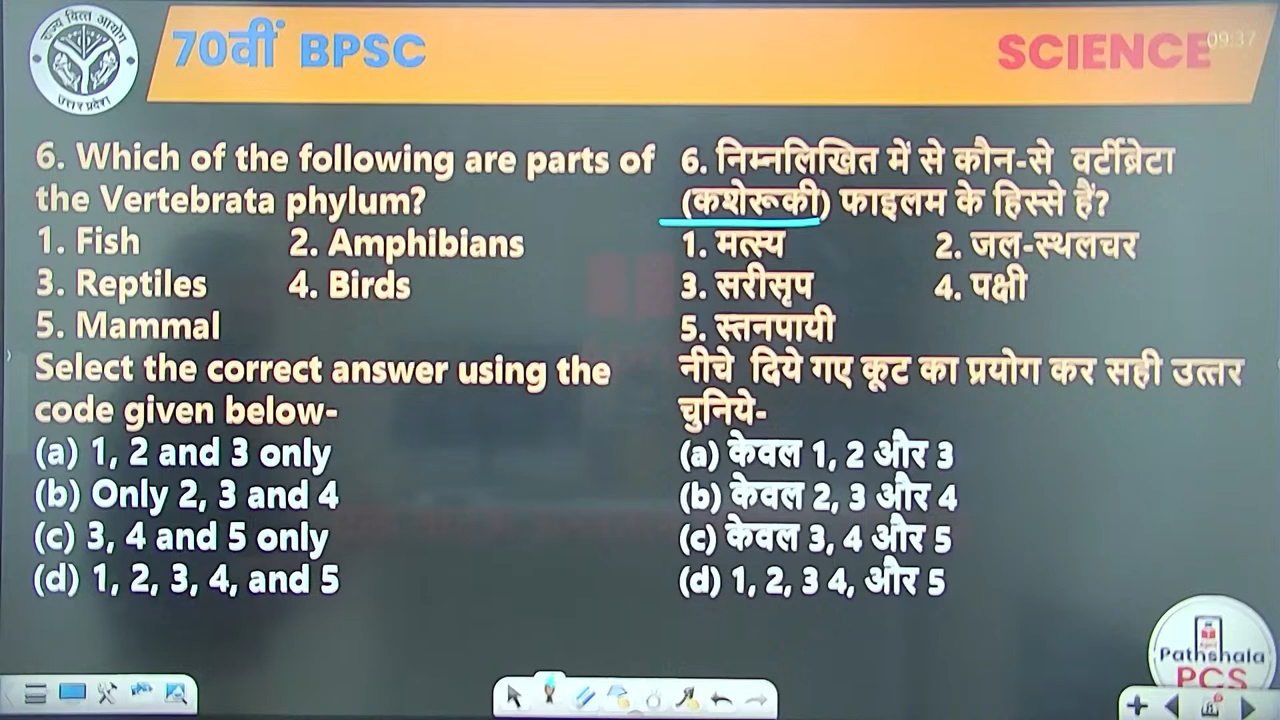 राज्य वित्त आयोग
उत्तर प्रदेश
70वीं BPSC
SCIENCE
09:37
6. Which of the following are parts of
the Vertebrata phylum?
1. Fish 2. Amphibians
3. Reptiles 4. Birds
5. Mammal
Select the correct answer using the
code given below-
(a) 1, 2 and 3 only
(b) Only 2, 3 and 4
(c) 3, 4 and 5 only
(d) 1, 2, 3, 4, and 5
6. निम्नलिखित में से कौन-से वर्टीब्रेटा
(कशेरूकी) फाइलम के हिस्से हैं?
1. मत्स्य 2. जल-स्थलचर
3. सरीसृप 4. पक्षी
5. स्तनपायी
नीचे दिये गए कूट का प्रयोग कर सही उत्तर
चुनिये-
(a) केवल 1, 2 और 3
(b) केवल 2, 3 और 4
(c) केवल 3, 4 और 5
(d) 1, 2, 3 4, और 5
Pathshala
PCS